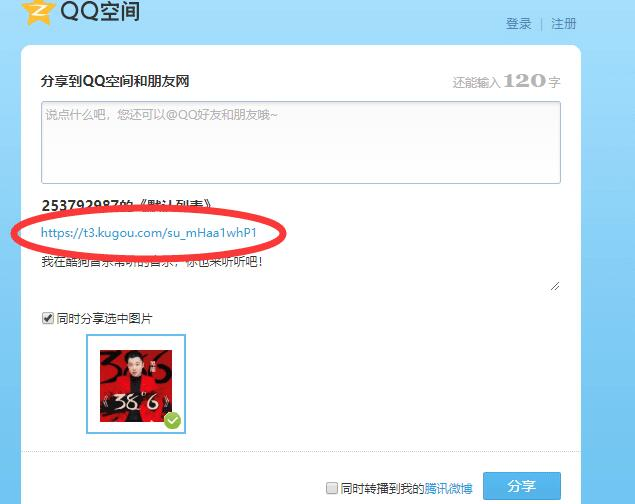 QQ空间
登录 | 注册
分享到QQ空间和朋友网
还能输入120字
说点什么吧，您还可以@QQ好友和朋友哦~
253792987的《默认列表》
https://t3.kugou.com/su_mHaa1whP1
我在酷狗音乐常听的音乐，你也来听听吧！
同时分享选中图片
386
《38°6》
同时转播到我的腾讯微博
分享